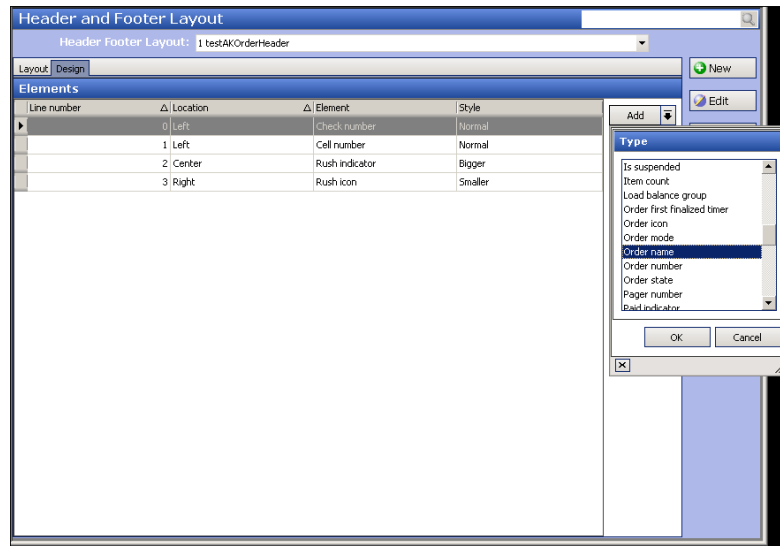 Header and Footer Layout
Header Footer Layout: 1 testAKOrderHeader
Layout Design
New
Elements
Edit
Line number Location Element Style
Add
0 Left Check number Normal
1 Left Cell number Normal
2 Center Rush indicator Bigger
3 Right Rush icon Smaller
Type
Is suspended
Item count
Load balance group
Order first finalized timer
Order icon
Order mode
Order name
Order number
Order state
Pager number
Paid indicator
OK Cancel